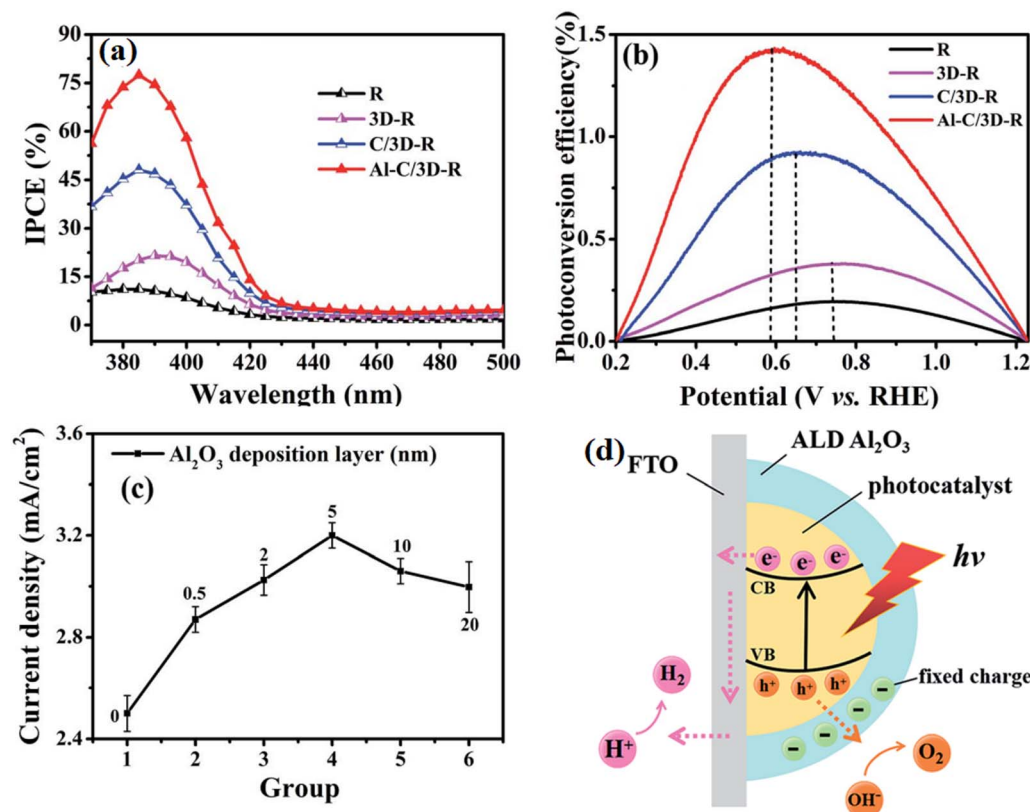 (a)
90
75
60
45
30
15
0
IPCE (%)
R
3D-R
C/3D-R
Al-C/3D-R
380 400 420 440 460 480 500
Wavelength (nm)
(b)
1.5
1.0
0.5
0.0
Photoconversion efficiency(%)
R
3D-R
C/3D-R
Al-C/3D-R
0.2 0.4 0.6 0.8 1.0 1.2
Potential (V vs. RHE)
(c)
3.6
3.2
2.8
2.4
Current density (mA/cm²)
Al₂O₃ deposition layer (nm)
0
0.5
2
5
10
20
1 2 3 4 5 6
Group
(d)
FTO
ALD Al₂O₃
photocatalyst
e⁻ e⁻ e⁻
hν
CB
VB
h⁺ h⁺ h⁺
fixed charge
− − − −
H₂
H⁺
O₂
OH⁻